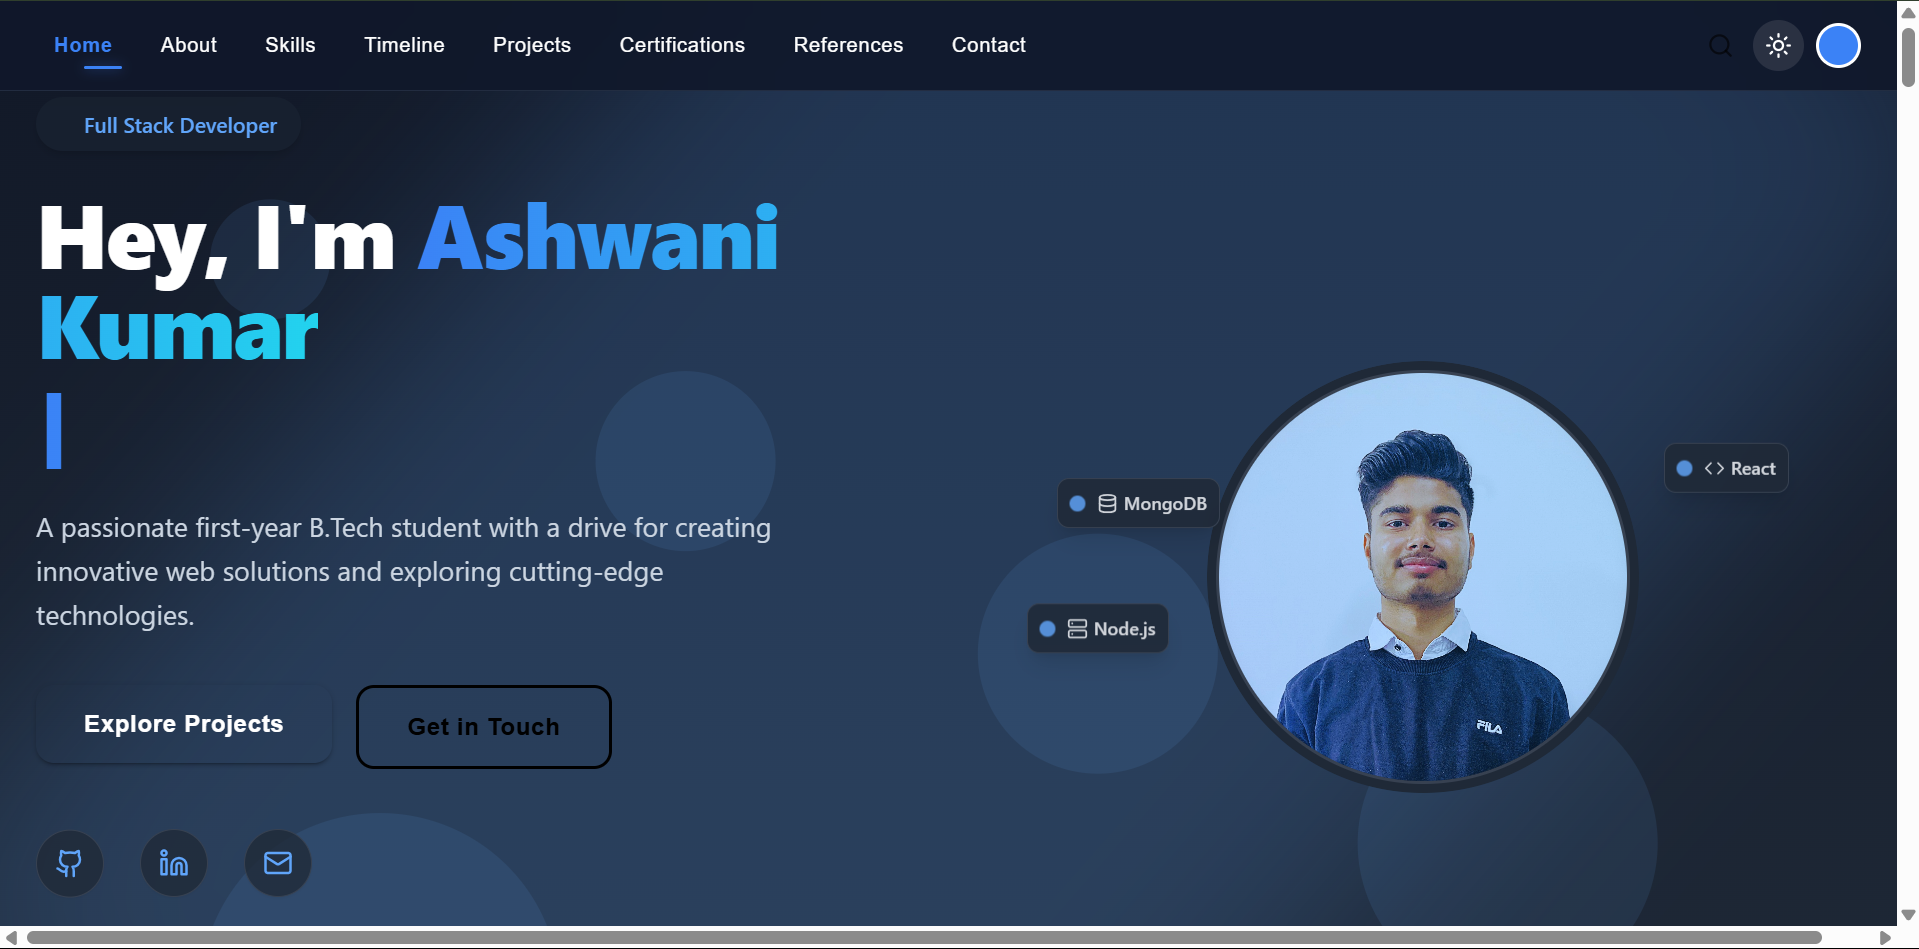 Home About Skills Timeline Projects Certifications References Contact
Full Stack Developer
Hey, I'm Ashwani
Kumar
A passionate first-year B.Tech student with a drive for creating
innovative web solutions and exploring cutting-edge
technologies.
Explore Projects
Get in Touch
React
MongoDB
Node.js
FILA